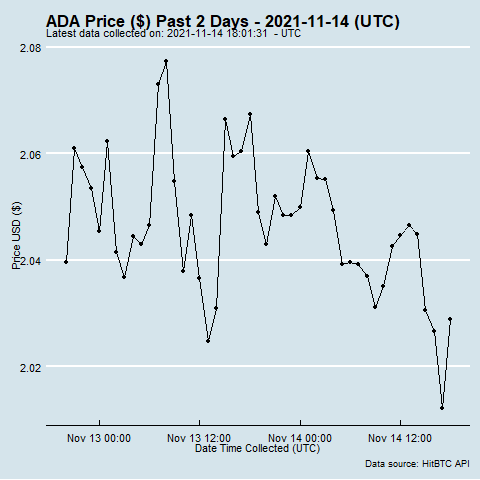 ADA Price ($) Past 2 Days - 2021-11-14 (UTC)
Latest data collected on: 2021-11-14 18:01:31 - UTC
2.08
2.06
2.04
2.02
Price USD ($)
Nov 13 00:00 Nov 13 12:00 Nov 14 00:00 Nov 14 12:00
Date Time Collected (UTC)
Data source: HitBTC API